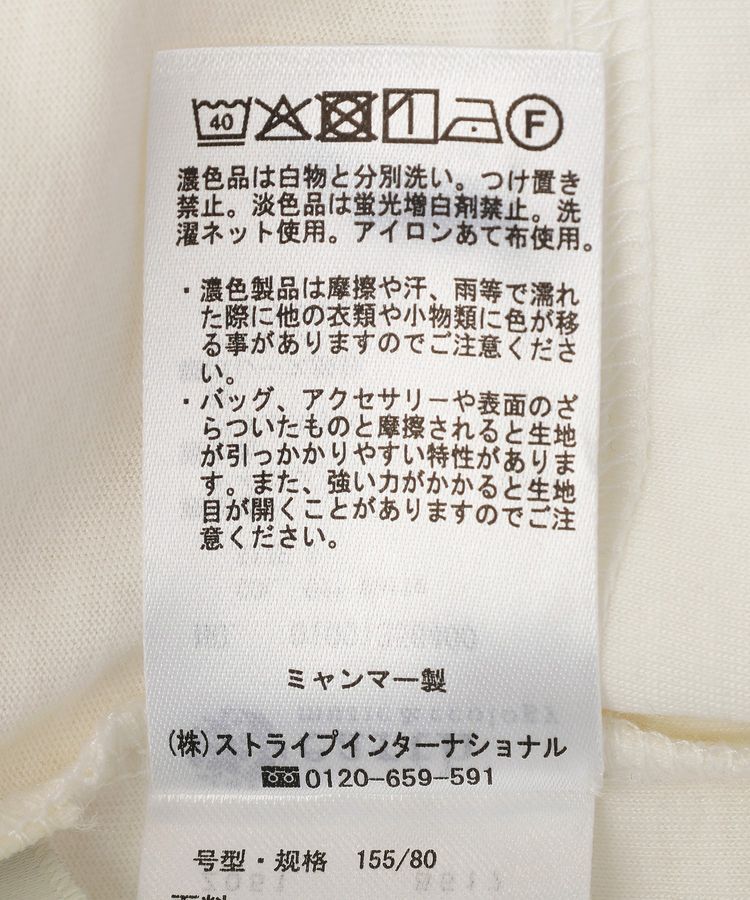 40 F
濃色品は白物と分別洗い。つけ置き
禁止。淡色品は蛍光増白剤禁止。洗
濯ネット使用。アイロンあて布使用。
・濃色製品は摩擦や汗、雨等で濡れ
た際に他の衣類や小物類に色が移
る事がありますのでご注意くださ
い。
・バッグ、アクセサリーや表面のざ
らついたものと摩擦されると生地
が引っかかりやすい特性がありま
す。また、強い力がかかると生地
目が開くことがありますのでご注
意ください。
ミャンマー製
(株)ストライプインターナショナル
0120-659-591
号型・规格 155/80